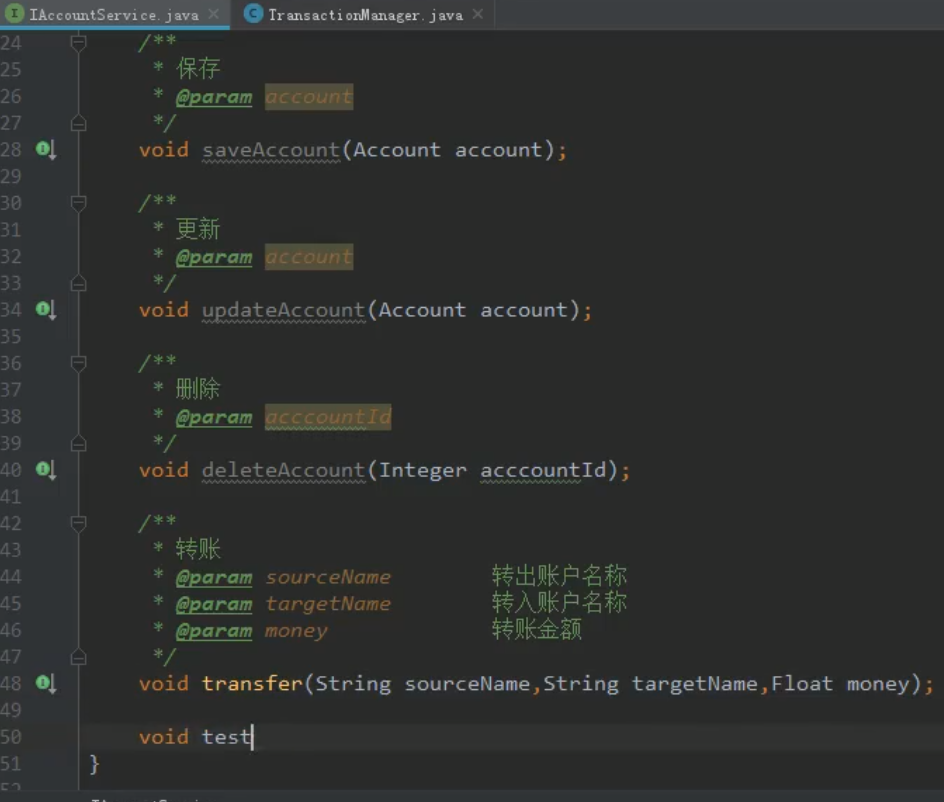 IAccountService.java × TransactionManager.java ×
24 /**
25 * 保存
26 * @param account
27 */
28 void saveAccount(Account account);
29
30 /**
31 * 更新
32 * @param account
33 */
34 void updateAccount(Account account);
35
36 /**
37 * 删除
38 * @param acccountId
39 */
40 void deleteAccount(Integer acccountId);
41
42 /**
43 * 转账
44 * @param sourceName 转出账户名称
45 * @param targetName 转入账户名称
46 * @param money 转账金额
47 */
48 void transfer(String sourceName,String targetName,Float money);
49
50 void test
51 }